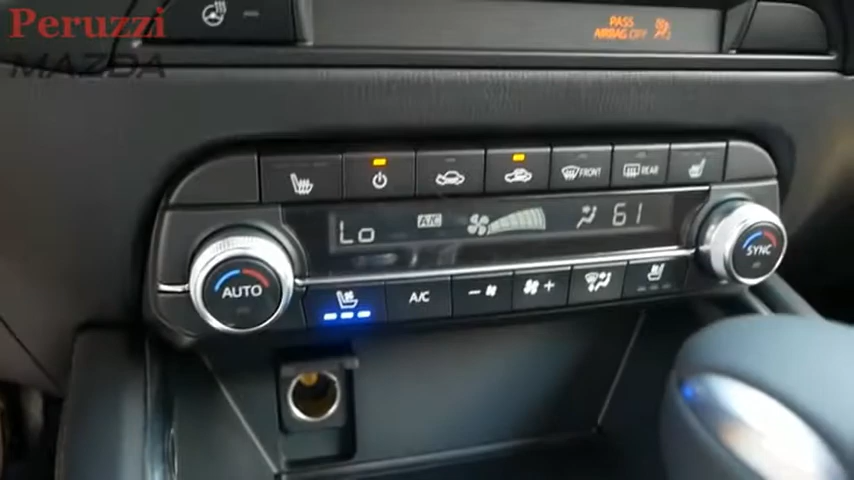 Peruzzi
MAZDA
PASS
AIRBAG OFF
FRONT
REAR
Lo
A/C
61
AUTO
A/C
SYNC